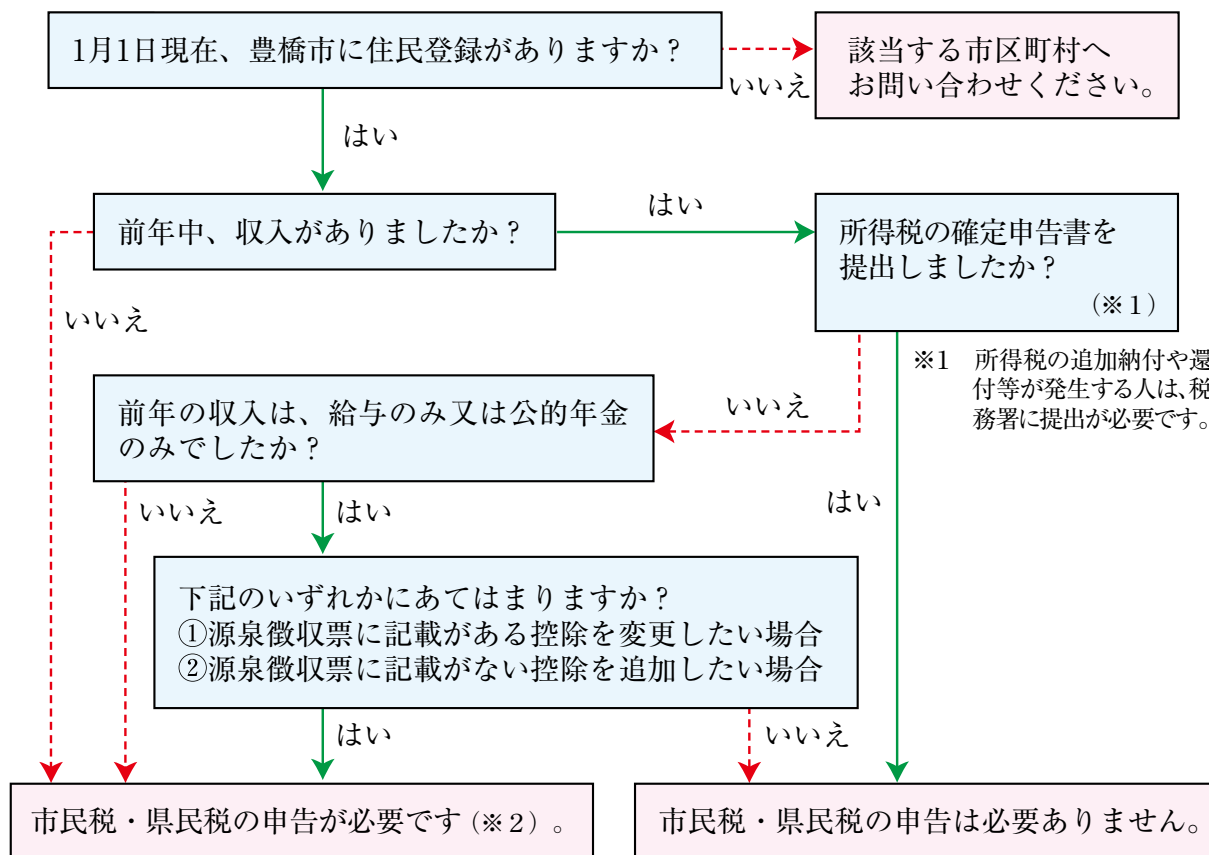 1月1日現在、豊橋市に住民登録がありますか?
いいえ
該当する市区町村へ
お問い合わせください。
はい
前年中、収入がありましたか?
はい
所得税の確定申告書を
提出しましたか?
(※1)
いいえ
※1 所得税の追加納付や還
付等が発生する人は、税
務署に提出が必要です。
前年の収入は、給与のみ又は公的年金
のみでしたか?
いいえ
いいえ
はい
はい
下記のいずれかにあてはまりますか?
①源泉徴収票に記載がある控除を変更したい場合
②源泉徴収票に記載がない控除を追加したい場合
はい
いいえ
市民税・県民税の申告が必要です(※2)。
市民税・県民税の申告は必要ありません。